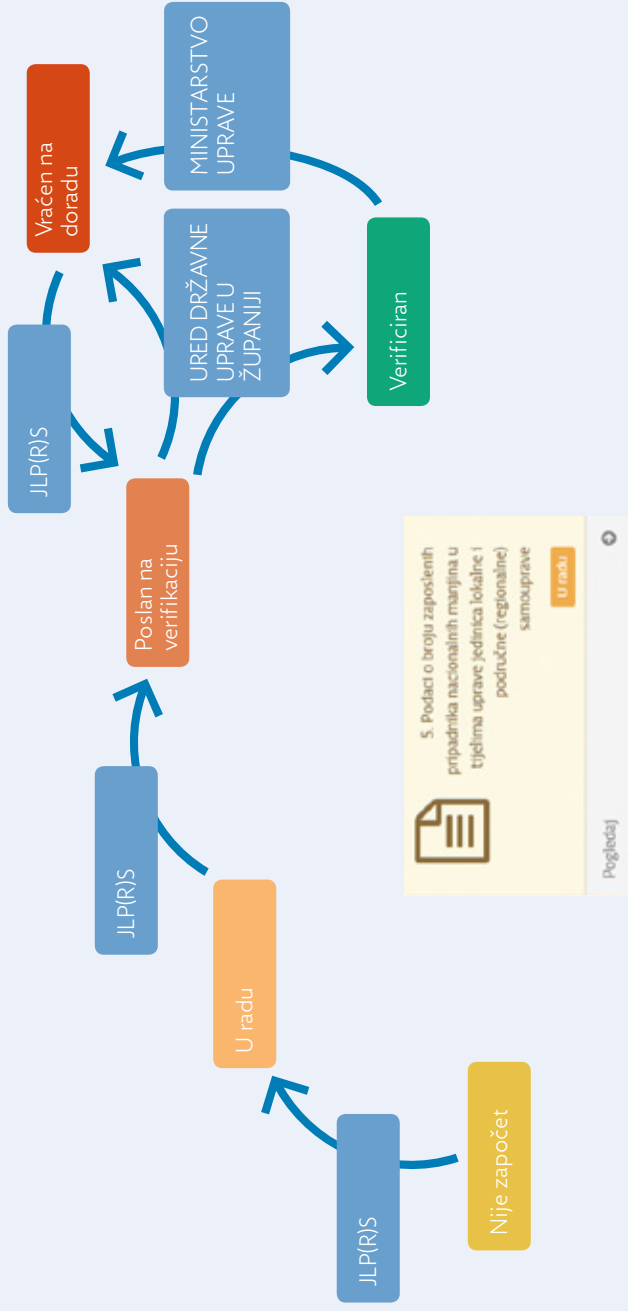 JLP(R)S
Nije započet
U radu
JLP(R)S
Poslan na
verifikaciju
JLP(R)S
Vraćen na
doradu
URED DRŽAVNE
UPRAVE U
ŽUPANIJI
MINISTARSTVO
UPRAVE
Verificiran
5. Podaci o broju zaposlenih
pripadnika nacionalnih manjina u
tijelima uprave jedinica lokalne i
područne (regionalne)
samouprave
U radu
Pogledaj